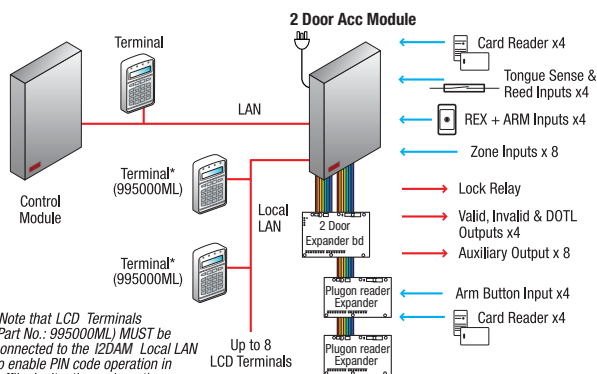 2 Door Acc Module
Terminal
Card Reader x4
Tongue Sense &
Reed Inputs x4
LAN
REX + ARM Inputs x4
Zone Inputs x 8
Control
Module
Terminal*
(995000ML)
Local
LAN
Lock Relay
2 Door
Expander bd
Valid, Invalid & DOTL
Outputs x4
Auxiliary Output x 8
Terminal*
(995000ML)
Plugon reader
Expander
Arm Button Input x4
Card Reader x4
Note that LCD Terminals
Part No.: 995000ML) MUST be
onnected to the I2DAM Local LAN
o enable PIN code operation in
Up to 8
LCD Terminals
Plugon reader
Expander